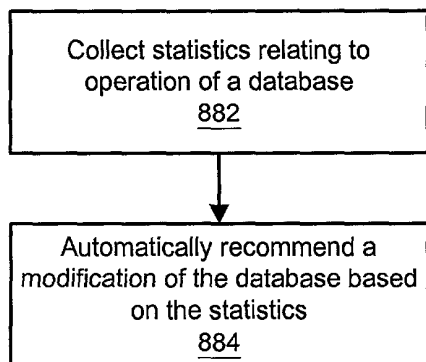 Collect statistics relating to
operation of a database
882
Automatically recommend a
modification of the database based
on the statistics
884